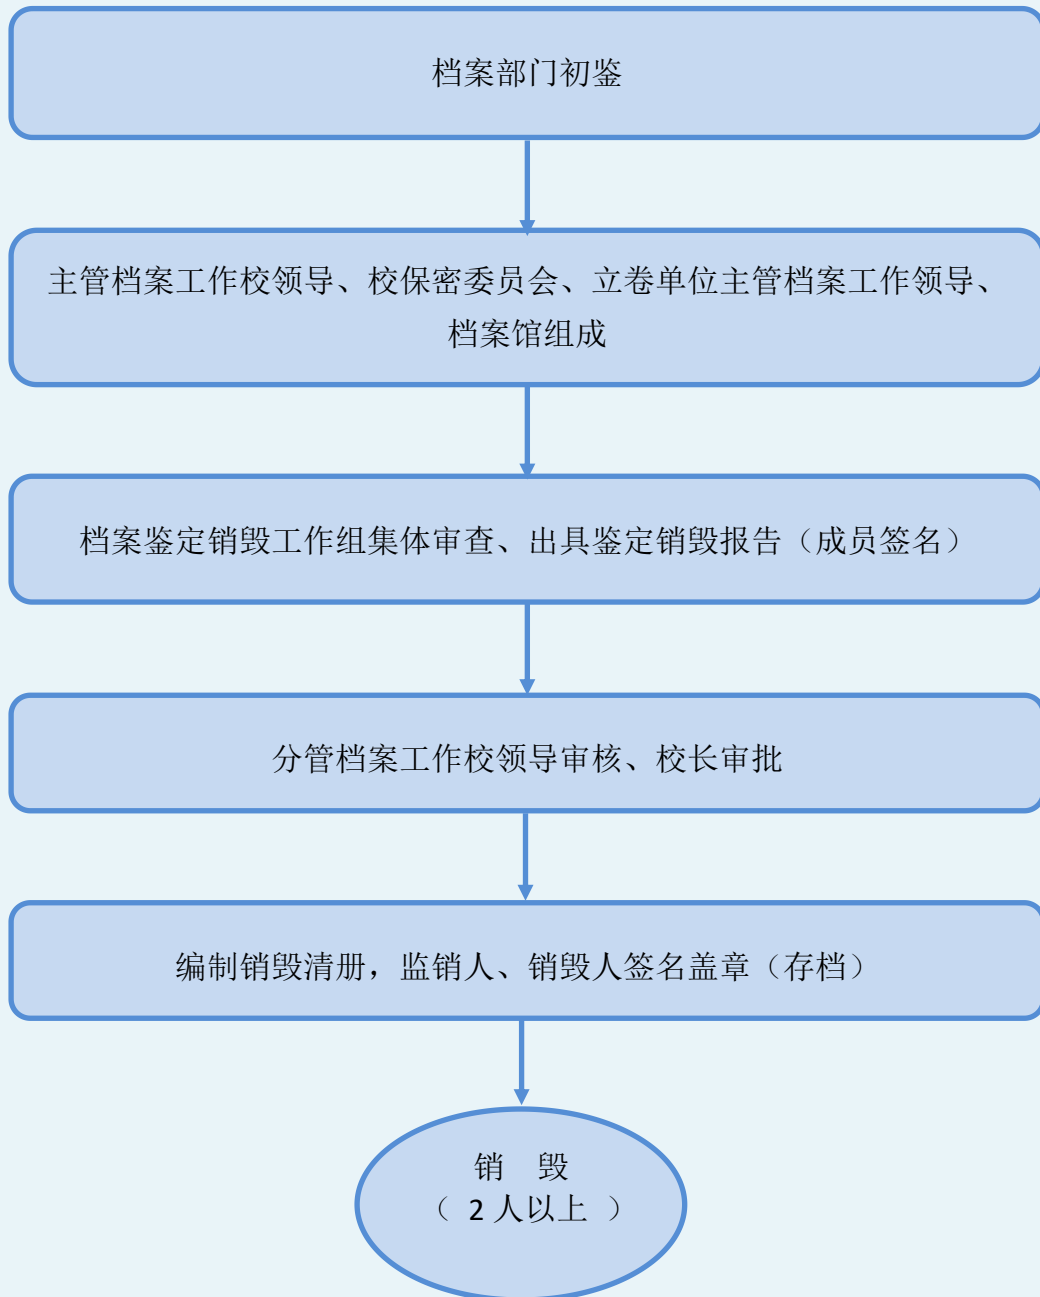 档案部门初鉴
主管档案工作校领导、校保密委员会、立卷单位主管档案工作领导、
档案馆组成
档案鉴定销毁工作组集体审查、出具鉴定销毁报告（成员签名）
分管档案工作校领导审核、校长审批
编制销毁清册，监销人、销毁人签名盖章（存档）
销　毁
（ 2 人以上 ）